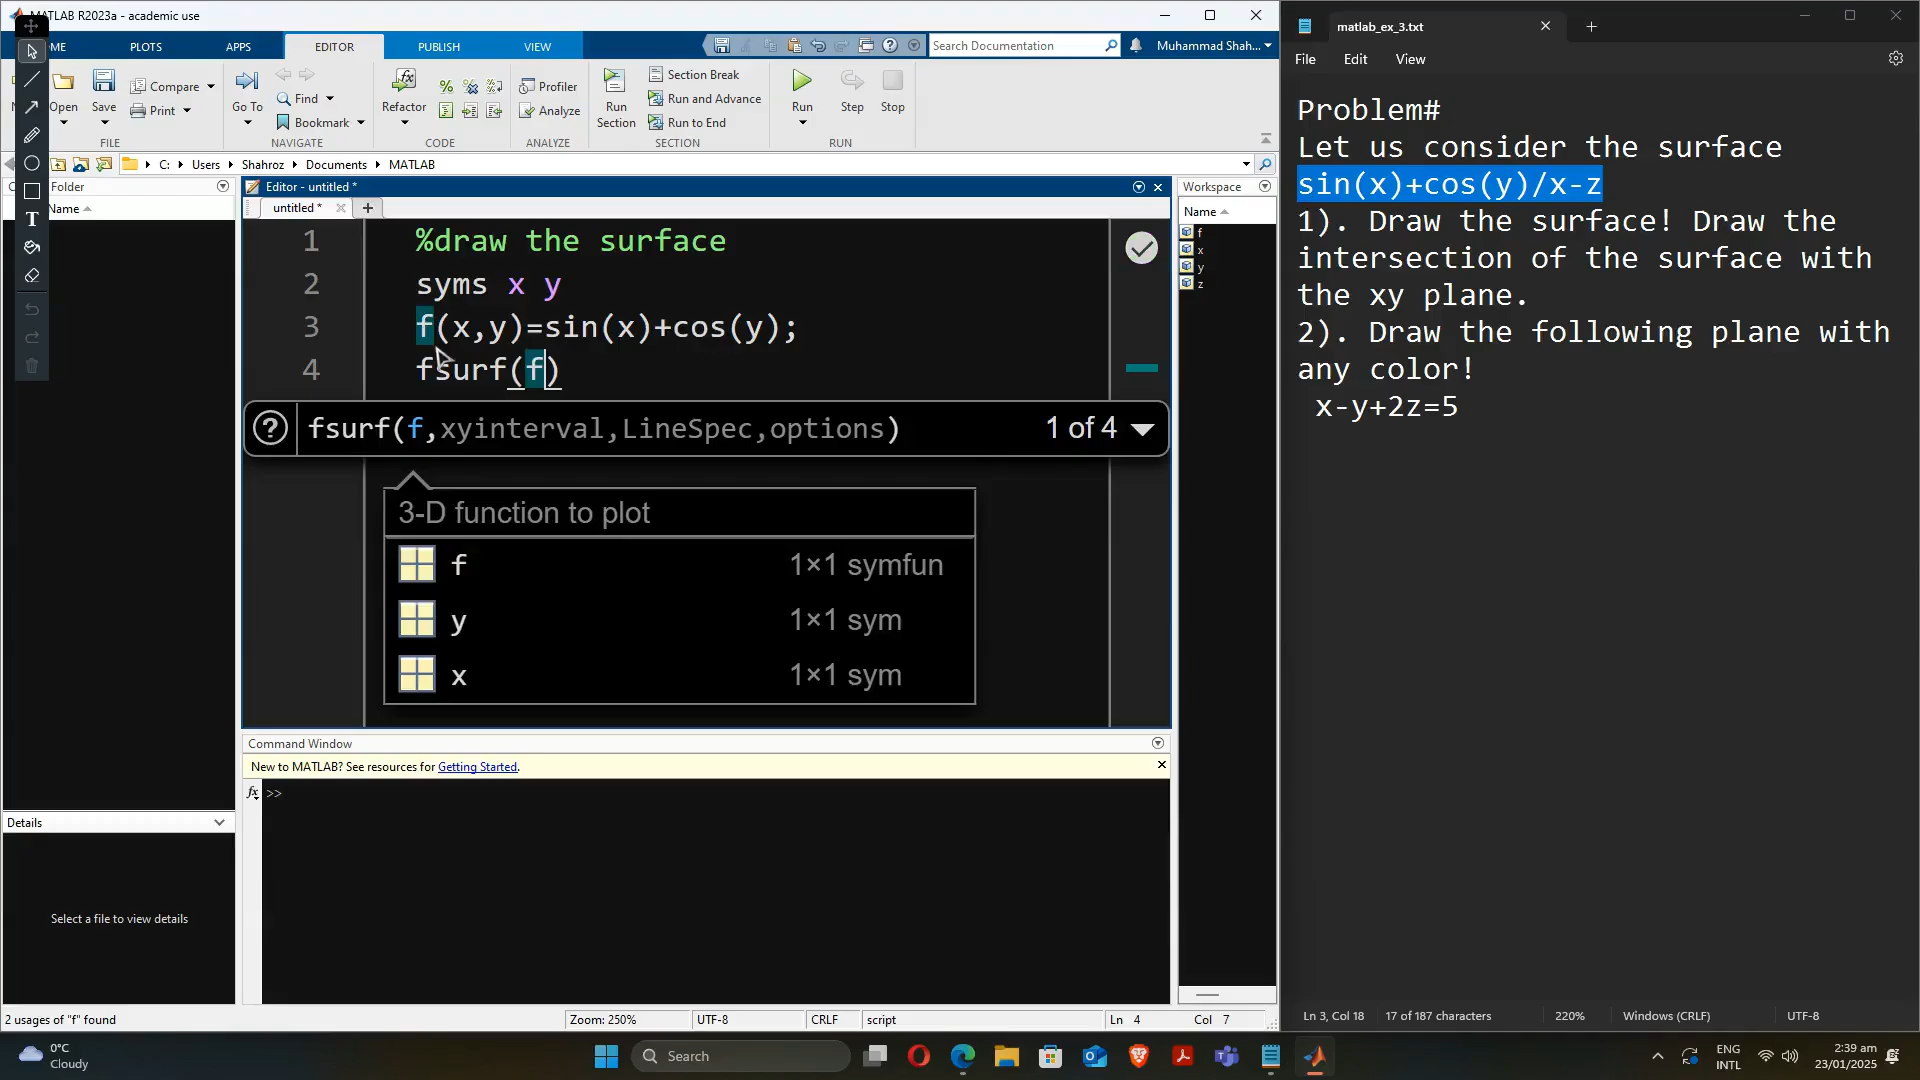 MATLAB R2023a - academic use
OME PLOTS APPS EDITOR PUBLISH VIEW
Search Documentation
Muhammad Shah...
Open Save
Compare
Print
FILE
Go To
Find
Bookmark
NAVIGATE
Refactor
CODE
Profiler
Analyze
ANALYZE
Run Section
Section Break
Run and Advance
Run to End
SECTION
Run Step Stop
RUN
C: Users Shahroz Documents MATLAB
Folder
Name
Editor - untitled *
untitled *
1 %draw the surface
2 syms x y
3 f(x,y)=sin(x)+cos(y);
4 fsurf(f)
fsurf(f,xyinterval,LineSpec,options) 1 of 4
3-D function to plot
f 1×1 symfun
y 1×1 sym
x 1×1 sym
Workspace
Name
f
x
y
z
Command Window
New to MATLAB? See resources for Getting Started.
fx >>
Details
Select a file to view details
2 usages of "f" found
Zoom: 250% UTF-8 CRLF script Ln 4 Col 7
matlab_ex_3.txt
File Edit View
Problem#
Let us consider the surface
sin(x)+cos(y)/x-z
1). Draw the surface! Draw the
intersection of the surface with
the xy plane.
2). Draw the following plane with
any color!
x-y+2z=5
Ln 3, Col 18 17 of 187 characters 220% Windows (CRLF) UTF-8
0°C
Cloudy
Search
ENG
INTL
2:39 am
23/01/2025